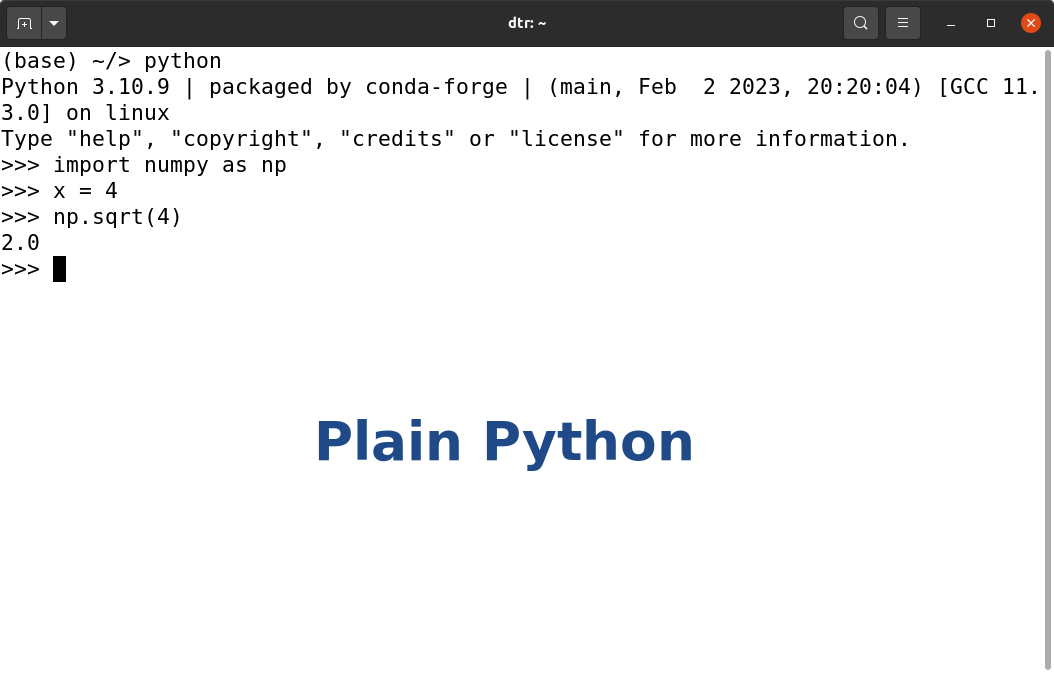 dtr: ~
(base) ~/> python
Python 3.10.9 | packaged by conda-forge | (main, Feb  2 2023, 20:20:04) [GCC 11.
3.0] on linux
Type "help", "copyright", "credits" or "license" for more information.
>>> import numpy as np
>>> x = 4
>>> np.sqrt(4)
2.0
>>>
Plain Python